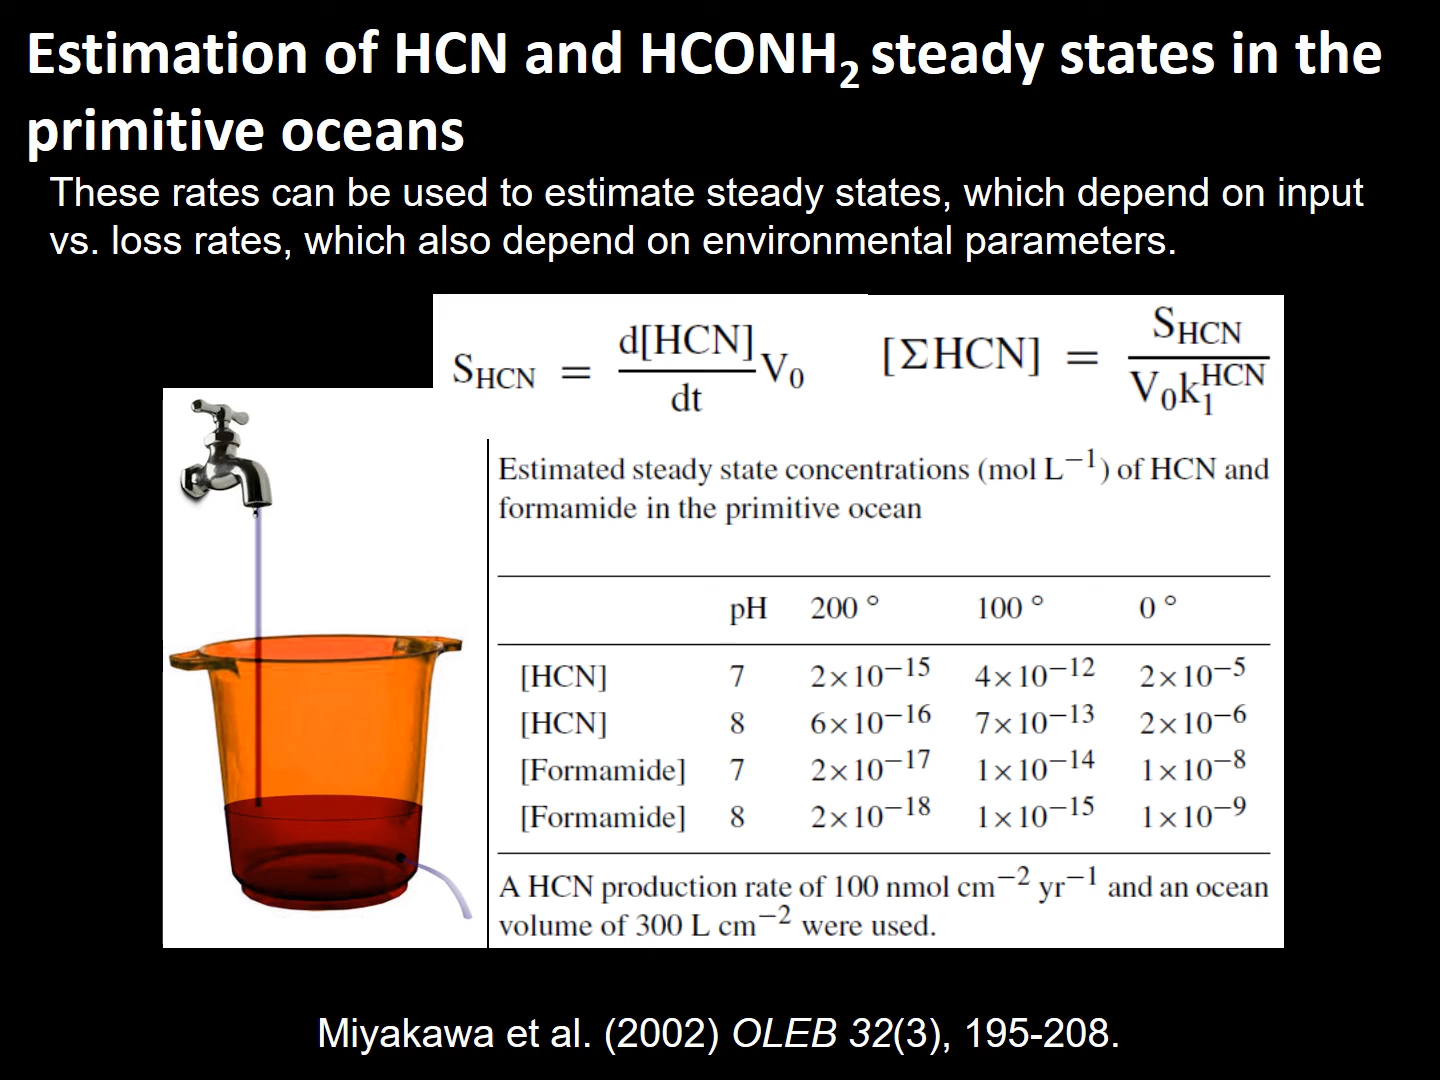 Estimation of HCN and HCONH₂ steady states in the
primitive oceans
These rates can be used to estimate steady states, which depend on input
vs. loss rates, which also depend on environmental parameters.
S_HCN = d[HCN]/dt V₀
[ΣHCN] = S_HCN / V₀k₁^HCN
Estimated steady state concentrations (mol L⁻¹) of HCN and
formamide in the primitive ocean
pH 200 ° 100 ° 0 °
[HCN] 7 2×10⁻¹⁵ 4×10⁻¹² 2×10⁻⁵
[HCN] 8 6×10⁻¹⁶ 7×10⁻¹³ 2×10⁻⁶
[Formamide] 7 2×10⁻¹⁷ 1×10⁻¹⁴ 1×10⁻⁸
[Formamide] 8 2×10⁻¹⁸ 1×10⁻¹⁵ 1×10⁻⁹
A HCN production rate of 100 nmol cm⁻² yr⁻¹ and an ocean
volume of 300 L cm⁻² were used.
Miyakawa et al. (2002) OLEB 32(3), 195-208.